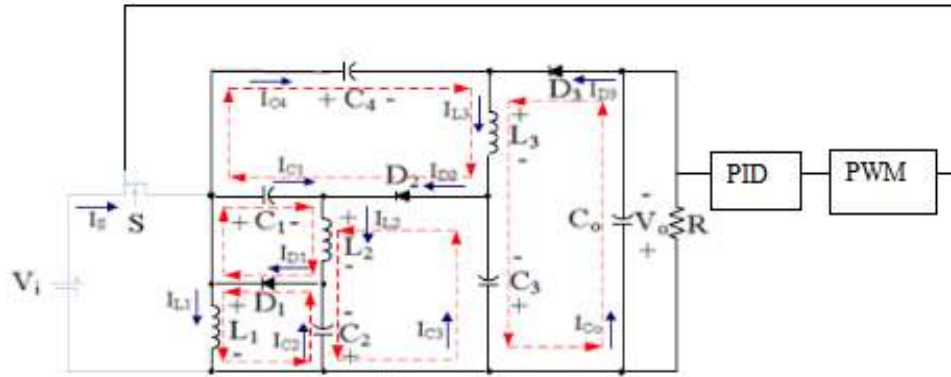 I_C4 + C_4 -
D_3 I_D3
I_L3 + L_3 -
I_C1 D_2 I_D2
PID PWM
I_S S
+ C_1 - + I_L2 L_2 -
C_o - V_o + R
I_D1
V_i
I_L1 + D_1
L_1 -
I_C2 - C_2 +
I_C3 - C_3 +
I_Co